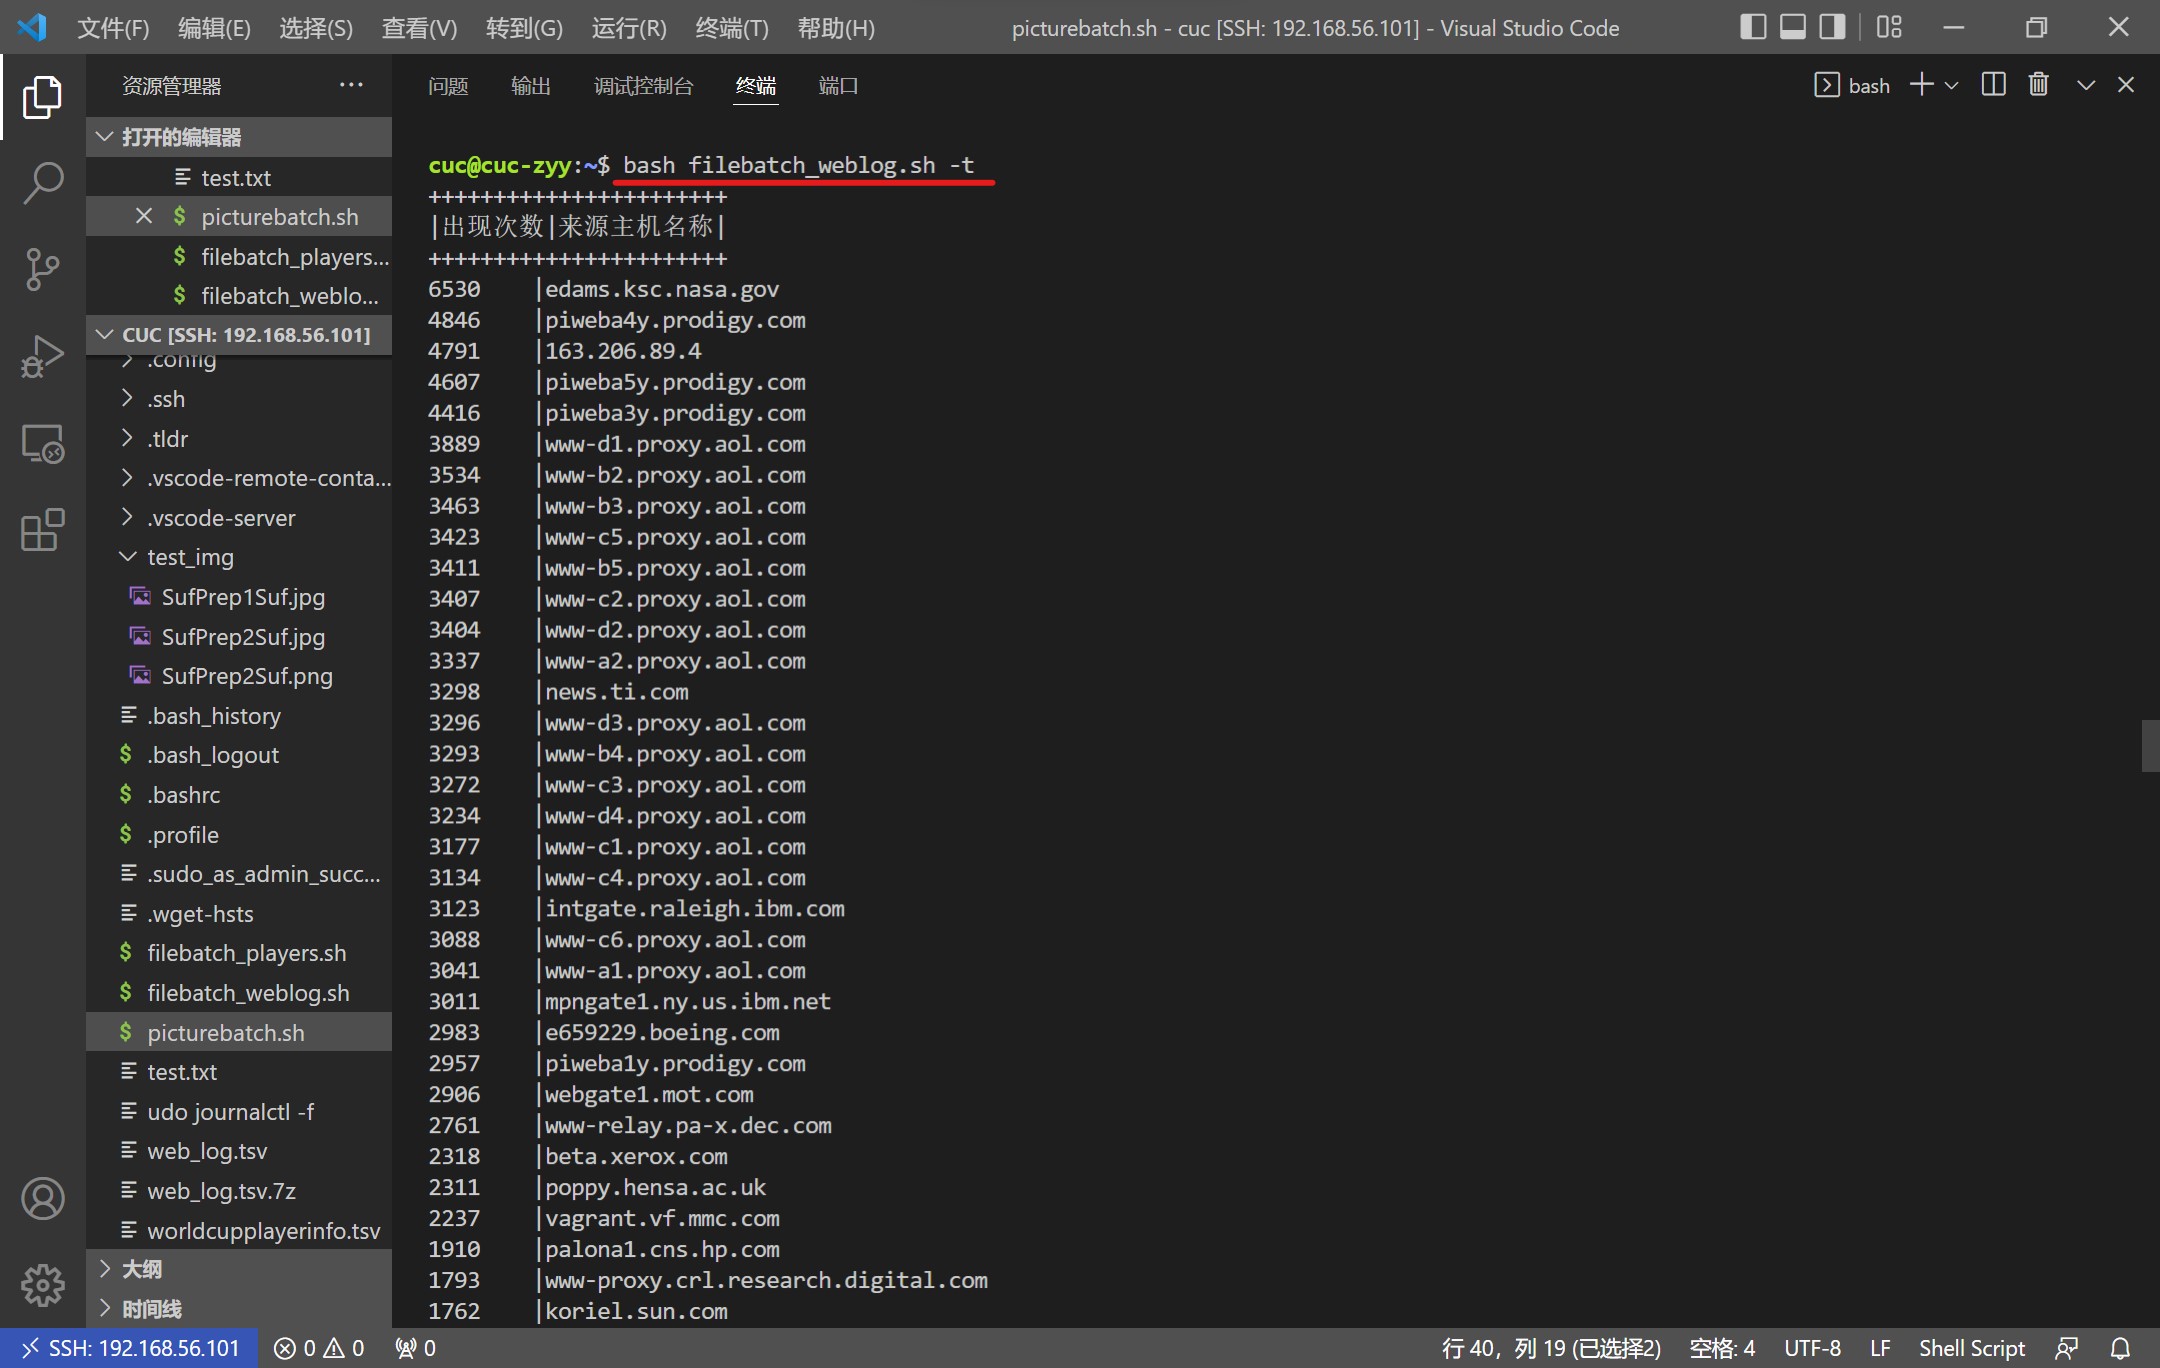 文件(F) 编辑(E) 选择(S) 查看(V) 转到(G) 运行(R) 终端(T) 帮助(H) picturebatch.sh - cuc [SSH: 192.168.56.101] - Visual Studio Code
资源管理器 ···
打开的编辑器
test.txt
picturebatch.sh
filebatch_players...
filebatch_weblo...
CUC [SSH: 192.168.56.101]
.config
.ssh
.tldr
.vscode-remote-conta...
.vscode-server
test_img
SufPrep1Suf.jpg
SufPrep2Suf.jpg
SufPrep2Suf.png
.bash_history
$ .bash_logout
$ .bashrc
$ .profile
.sudo_as_admin_succ...
.wget-hsts
$ filebatch_players.sh
$ filebatch_weblog.sh
$ picturebatch.sh
test.txt
udo journalctl -f
web_log.tsv
web_log.tsv.7z
worldcupplayerinfo.tsv
大纲
时间线
问题 输出 调试控制台 终端 端口 bash
cuc@cuc-zyy:~$ bash filebatch_weblog.sh -t
+++++++++++++++++++++++
|出现次数|来源主机名称|
+++++++++++++++++++++++
6530 |edams.ksc.nasa.gov
4846 |piweba4y.prodigy.com
4791 |163.206.89.4
4607 |piweba5y.prodigy.com
4416 |piweba3y.prodigy.com
3889 |www-d1.proxy.aol.com
3534 |www-b2.proxy.aol.com
3463 |www-b3.proxy.aol.com
3423 |www-c5.proxy.aol.com
3411 |www-b5.proxy.aol.com
3407 |www-c2.proxy.aol.com
3404 |www-d2.proxy.aol.com
3337 |www-a2.proxy.aol.com
3298 |news.ti.com
3296 |www-d3.proxy.aol.com
3293 |www-b4.proxy.aol.com
3272 |www-c3.proxy.aol.com
3234 |www-d4.proxy.aol.com
3177 |www-c1.proxy.aol.com
3134 |www-c4.proxy.aol.com
3123 |intgate.raleigh.ibm.com
3088 |www-c6.proxy.aol.com
3041 |www-a1.proxy.aol.com
3011 |mpngate1.ny.us.ibm.net
2983 |e659229.boeing.com
2957 |piweba1y.prodigy.com
2906 |webgate1.mot.com
2761 |www-relay.pa-x.dec.com
2318 |beta.xerox.com
2311 |poppy.hensa.ac.uk
2237 |vagrant.vf.mmc.com
1910 |palona1.cns.hp.com
1793 |www-proxy.crl.research.digital.com
1762 |koriel.sun.com
SSH: 192.168.56.101 0 0 0 行 40，列 19 (已选择2) 空格: 4 UTF-8 LF Shell Script